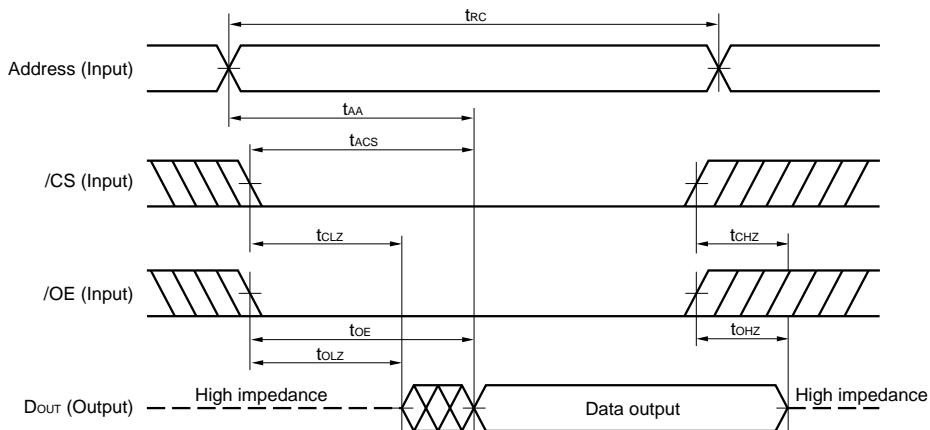 tRC
Address (Input)
tAA
tACS
/CS (Input)
tCLZ
tCHZ
/OE (Input)
tOE
tOHZ
tOLZ
High impedance
High impedance
DOUT (Output)
Data output